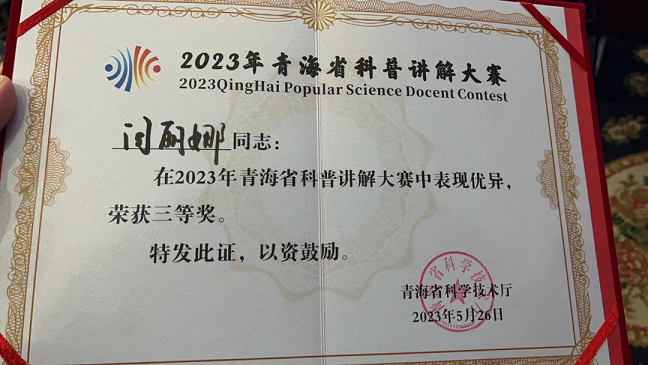 2023年青海省科普讲解大赛
2023QingHai Popular Science Docent Contest
闫丽娜同志：
在2023年青海省科普讲解大赛中表现优异，
荣获三等奖。
特发此证，以资鼓励。
青海省科学技术厅
2023年5月26日